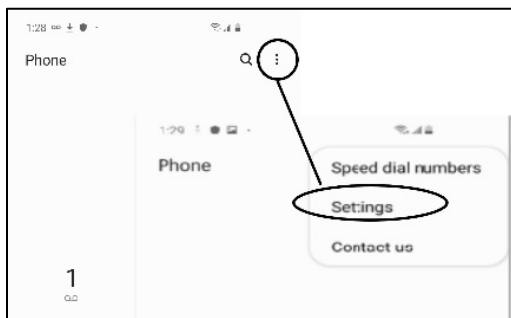 1:28
Phone
1:29
Phone
Speed dial numbers
Settings
Contact us
1